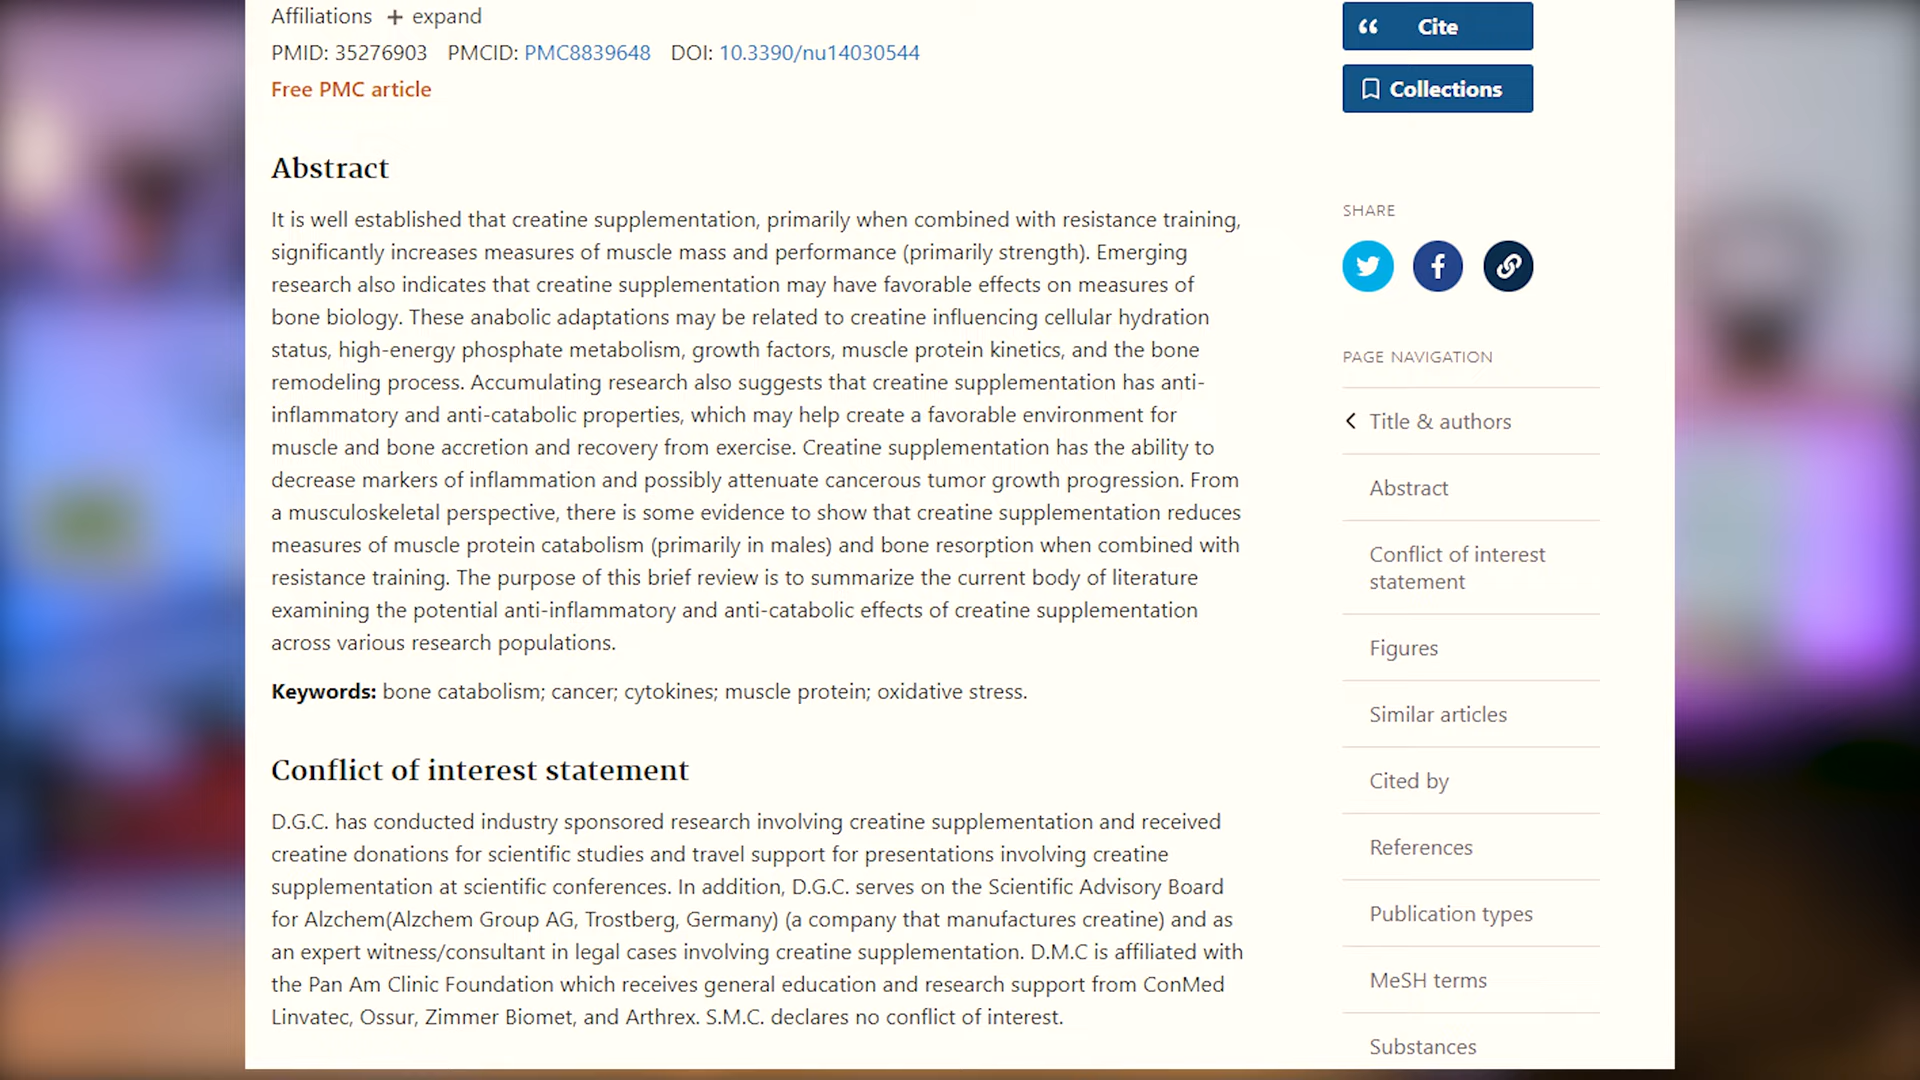 Affiliations + expand
PMID: 35276903 PMCID: PMC8839648 DOI: 10.3390/nu14030544
Free PMC article
Abstract
It is well established that creatine supplementation, primarily when combined with resistance training,
significantly increases measures of muscle mass and performance (primarily strength). Emerging
research also indicates that creatine supplementation may have favorable effects on measures of
bone biology. These anabolic adaptations may be related to creatine influencing cellular hydration
status, high-energy phosphate metabolism, growth factors, muscle protein kinetics, and the bone
remodeling process. Accumulating research also suggests that creatine supplementation has anti-
inflammatory and anti-catabolic properties, which may help create a favorable environment for
muscle and bone accretion and recovery from exercise. Creatine supplementation has the ability to
decrease markers of inflammation and possibly attenuate cancerous tumor growth progression. From
a musculoskeletal perspective, there is some evidence to show that creatine supplementation reduces
measures of muscle protein catabolism (primarily in males) and bone resorption when combined with
resistance training. The purpose of this brief review is to summarize the current body of literature
examining the potential anti-inflammatory and anti-catabolic effects of creatine supplementation
across various research populations.
Keywords: bone catabolism; cancer; cytokines; muscle protein; oxidative stress.
Conflict of interest statement
D.G.C. has conducted industry sponsored research involving creatine supplementation and received
creatine donations for scientific studies and travel support for presentations involving creatine
supplementation at scientific conferences. In addition, D.G.C. serves on the Scientific Advisory Board
for Alzchem(Alzchem Group AG, Trostberg, Germany) (a company that manufactures creatine) and as
an expert witness/consultant in legal cases involving creatine supplementation. D.M.C is affiliated with
the Pan Am Clinic Foundation which receives general education and research support from ConMed
Linvatec, Ossur, Zimmer Biomet, and Arthrex. S.M.C. declares no conflict of interest.
Cite
Collections
SHARE
PAGE NAVIGATION
Title & authors
Abstract
Conflict of interest
statement
Figures
Similar articles
Cited by
References
Publication types
MeSH terms
Substances